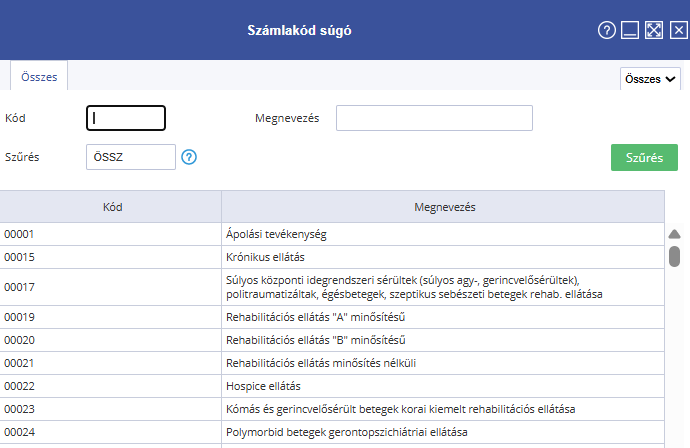 Számlakód súgó
Összes
Összes
Kód
Megnevezés
Szűrés
ÖSSZ
Szűrés
Kód Megnevezés
00001 Ápolási tevékenység
00015 Krónikus ellátás
00017 Súlyos központi idegrendszeri sérültek (súlyos agy-, gerincvelősérültek),
politraumatizáltak, égésbetegek, szeptikus sebészeti betegek rehab. ellátása
00019 Rehabilitációs ellátás "A" minősítésű
00020 Rehabilitációs ellátás "B" minősítésű
00021 Rehabilitációs ellátás minősítés nélküli
00022 Hospice ellátás
00023 Kómás és gerincvelősérült betegek korai kiemelt rehabilitációs ellátása
00024 Polymorbid betegek gerontopszichiátriai ellátása